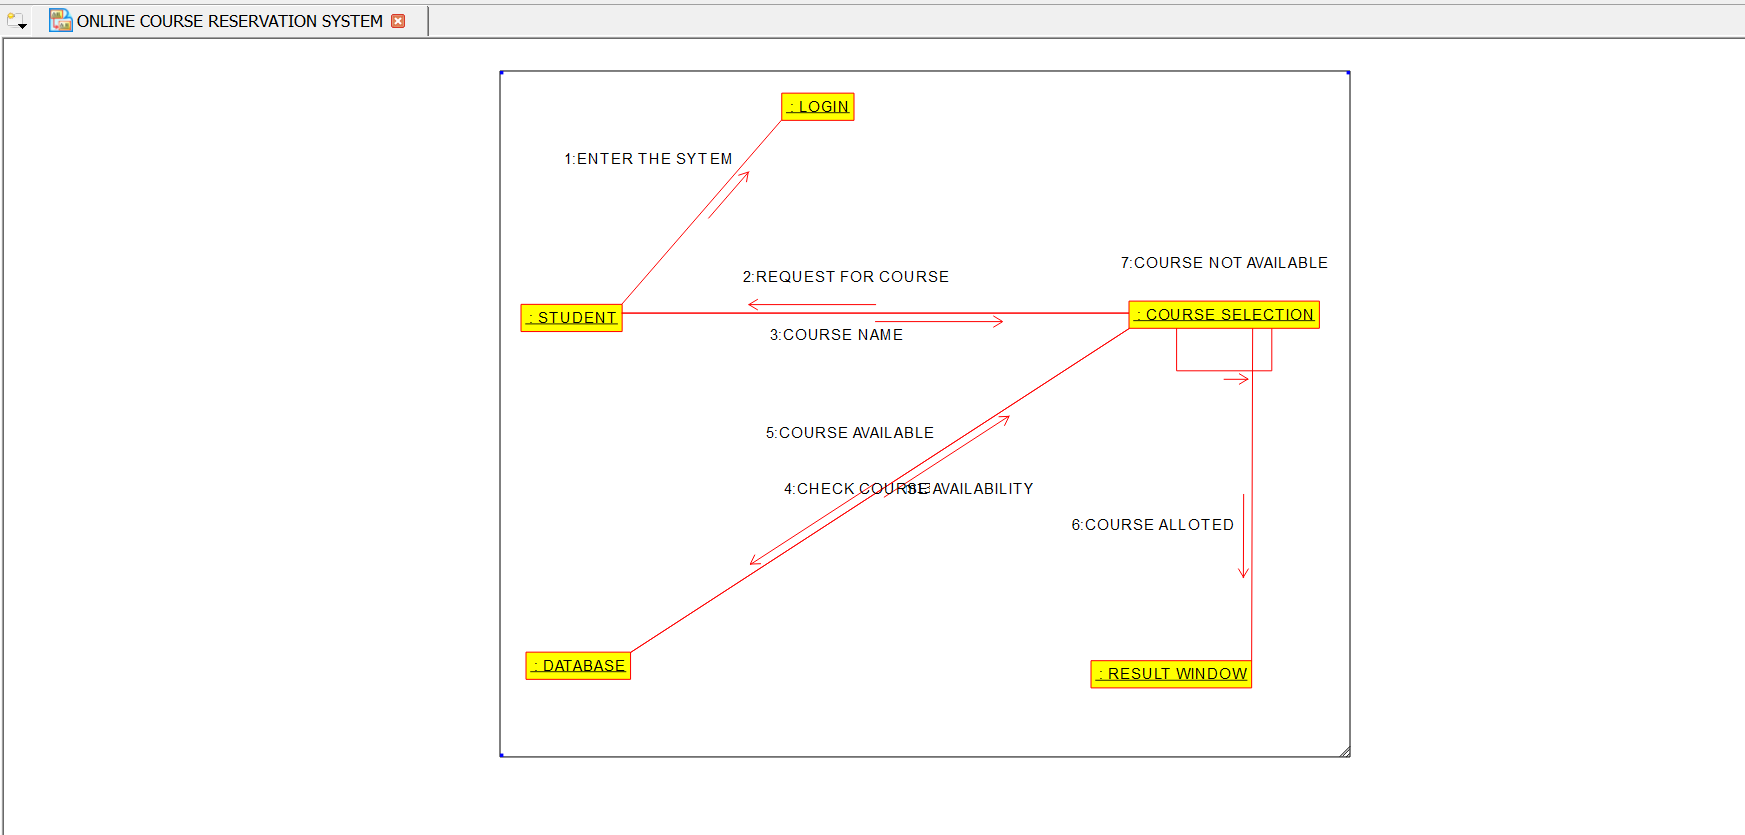 ONLINE COURSE RESERVATION SYSTEM
: LOGIN
1:ENTER THE SYTEM
7:COURSE NOT AVAILABLE
2:REQUEST FOR COURSE
: STUDENT
: COURSE SELECTION
3:COURSE NAME
5:COURSE AVAILABLE
4:CHECK COURSE AVAILABILITY
6:COURSE ALLOTED
: DATABASE
: RESULT WINDOW